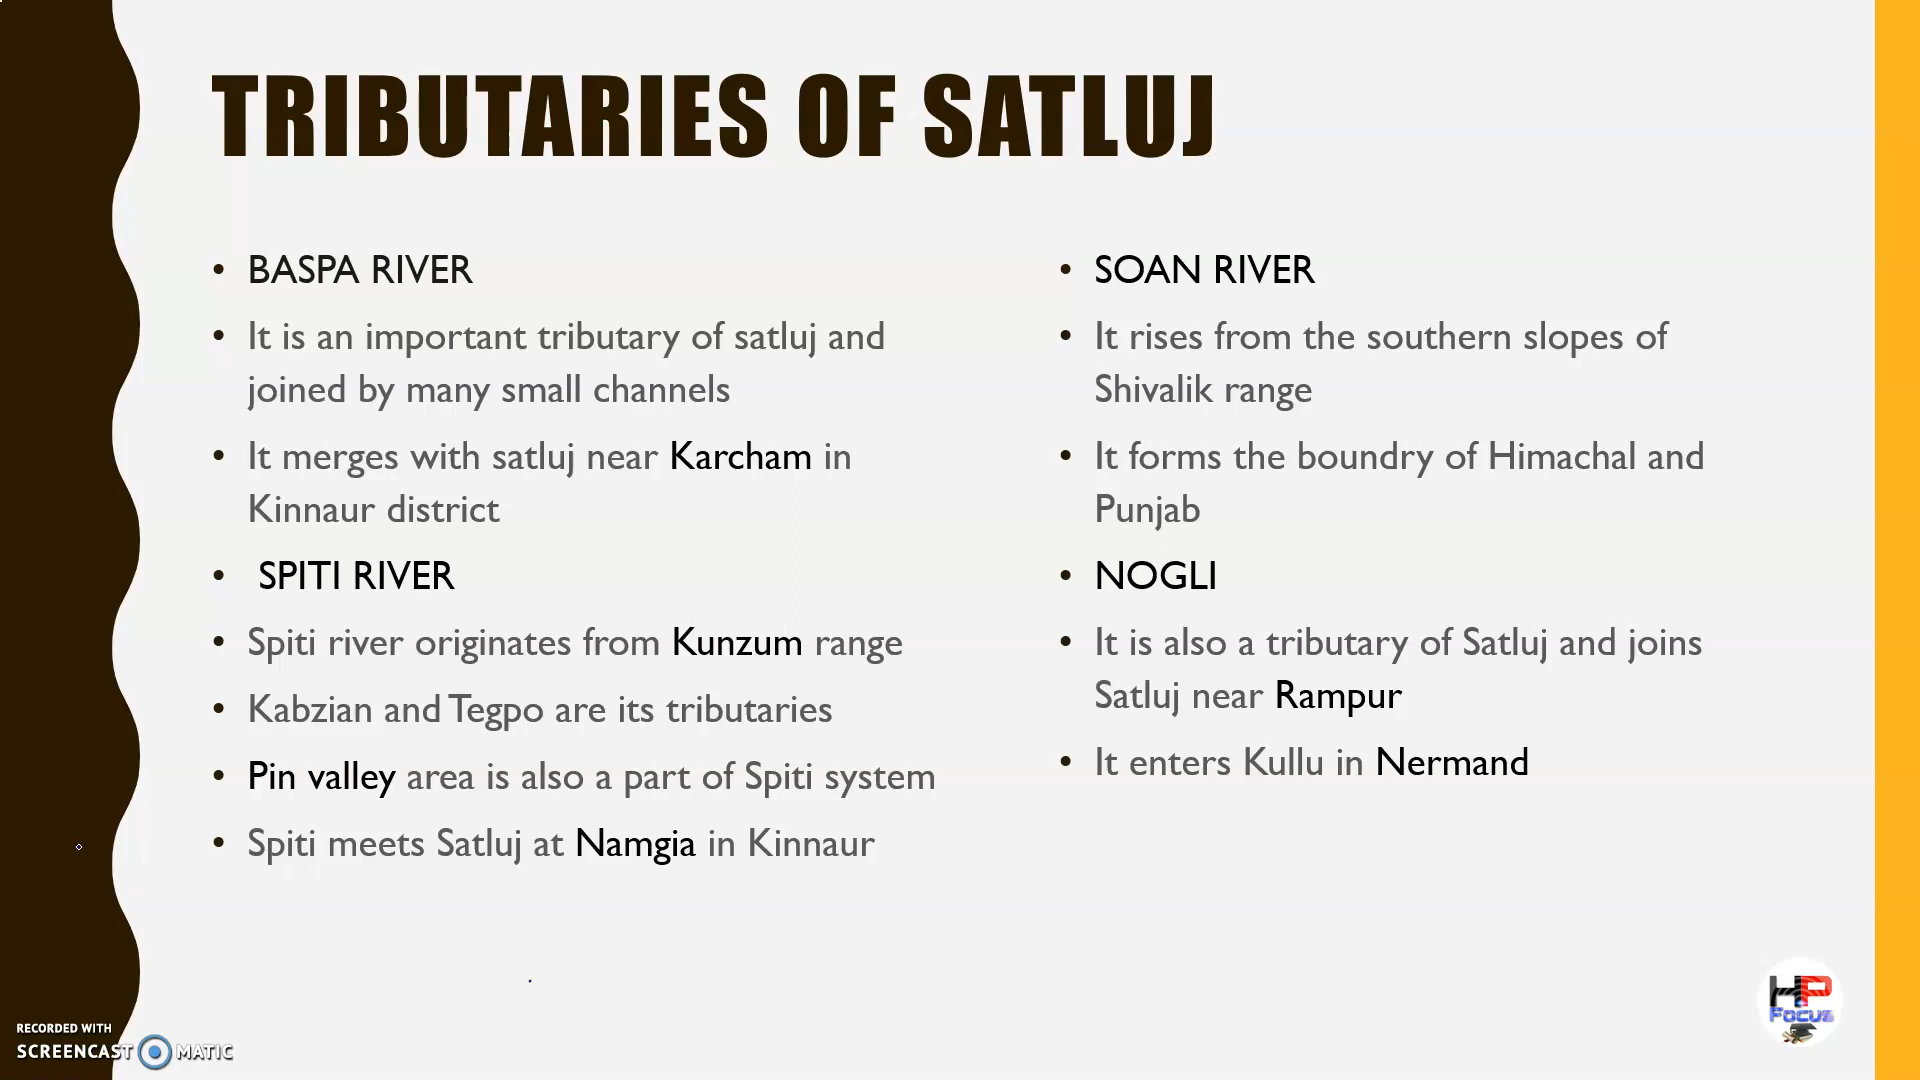 TRIBUTARIES OF SATLUJ
• BASPA RIVER
• It is an important tributary of satluj and
joined by many small channels
• It merges with satluj near Karcham in
Kinnaur district
• SPITI RIVER
• Spiti river originates from Kunzum range
• Kabzian and Tegpo are its tributaries
• Pin valley area is also a part of Spiti system
• Spiti meets Satluj at Namgia in Kinnaur
• SOAN RIVER
• It rises from the southern slopes of
Shivalik range
• It forms the boundry of Himachal and
Punjab
• NOGLI
• It is also a tributary of Satluj and joins
Satluj near Rampur
• It enters Kullu in Nermand
HP
Focus
RECORDED WITH
SCREENCAST MATIC